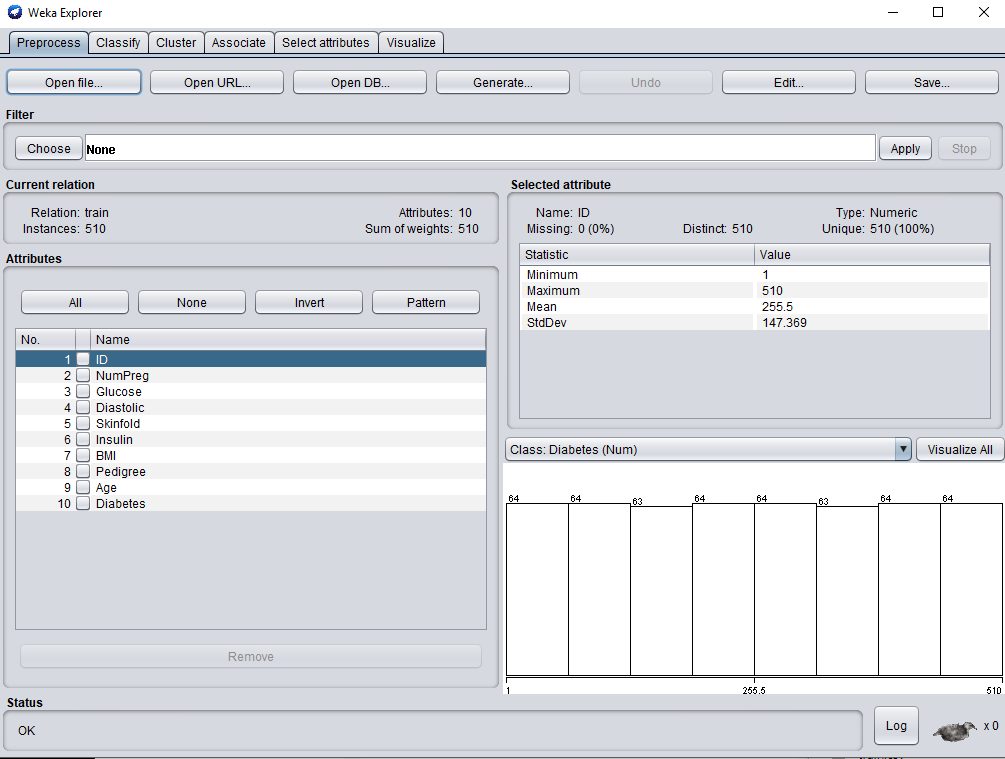 Weka Explorer
Preprocess Classify Cluster Associate Select attributes Visualize
Open file... Open URL... Open DB... Generate... Undo Edit... Save...
Filter
Choose None Apply Stop
Current relation
Relation: train Attributes: 10
Instances: 510 Sum of weights: 510
Attributes
All None Invert Pattern
No. Name
1 ID
2 NumPreg
3 Glucose
4 Diastolic
5 Skinfold
6 Insulin
7 BMI
8 Pedigree
9 Age
10 Diabetes
Remove
Selected attribute
Name: ID Type: Numeric
Missing: 0 (0%) Distinct: 510 Unique: 510 (100%)
Statistic Value
Minimum 1
Maximum 510
Mean 255.5
StdDev 147.369
Class: Diabetes (Num) Visualize All
64 64 63 64 64 63 64 64
1 255.5 510
Status
OK Log x 0